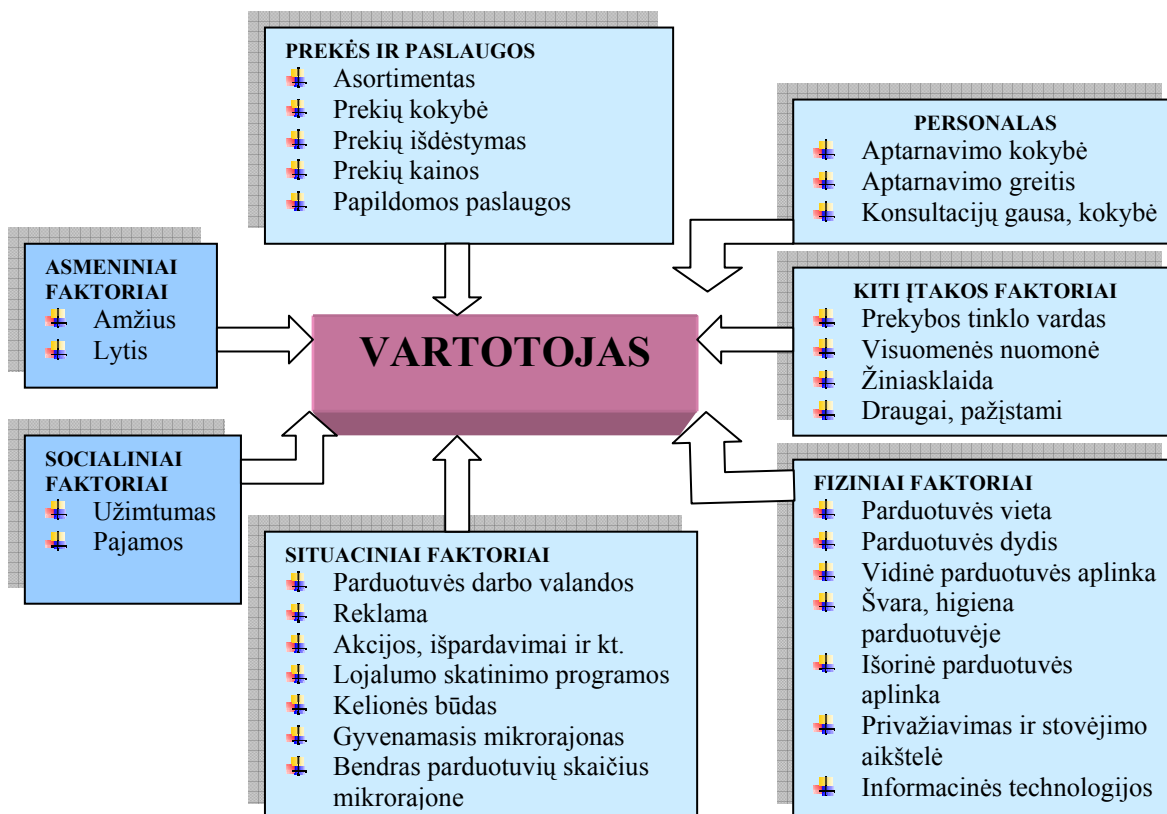 PREKĖS IR PASLAUGOS
Asortimentas
Prekių kokybė
Prekių išdėstymas
Prekių kainos
Papildomos paslaugos
PERSONALAS
Aptarnavimo kokybė
Aptarnavimo greitis
Konsultacijų gausa, kokybė
ASMENINIAI
FAKTORIAI
Amžius
Lytis
VARTOTOJAS
KITI ĮTAKOS FAKTORIAI
Prekybos tinklo vardas
Visuomenės nuomonė
Žiniasklaida
Draugai, pažįstami
SOCIALINIAI
FAKTORIAI
Užimtumas
Pajamos
SITUACINIAI FAKTORIAI
Parduotuvės darbo valandos
Reklama
Akcijos, išpardavimai ir kt.
Lojalumo skatinimo programos
Kelionės būdas
Gyvenamasis mikrorajonas
Bendras parduotuvių skaičius
mikrorajone
FIZINIAI FAKTORIAI
Parduotuvės vieta
Parduotuvės dydis
Vidinė parduotuvės aplinka
Švara, higiena
parduotuvėje
Išorinė parduotuvės
aplinka
Privažiavimas ir stovėjimo
aikštelė
Informacinės technologijos